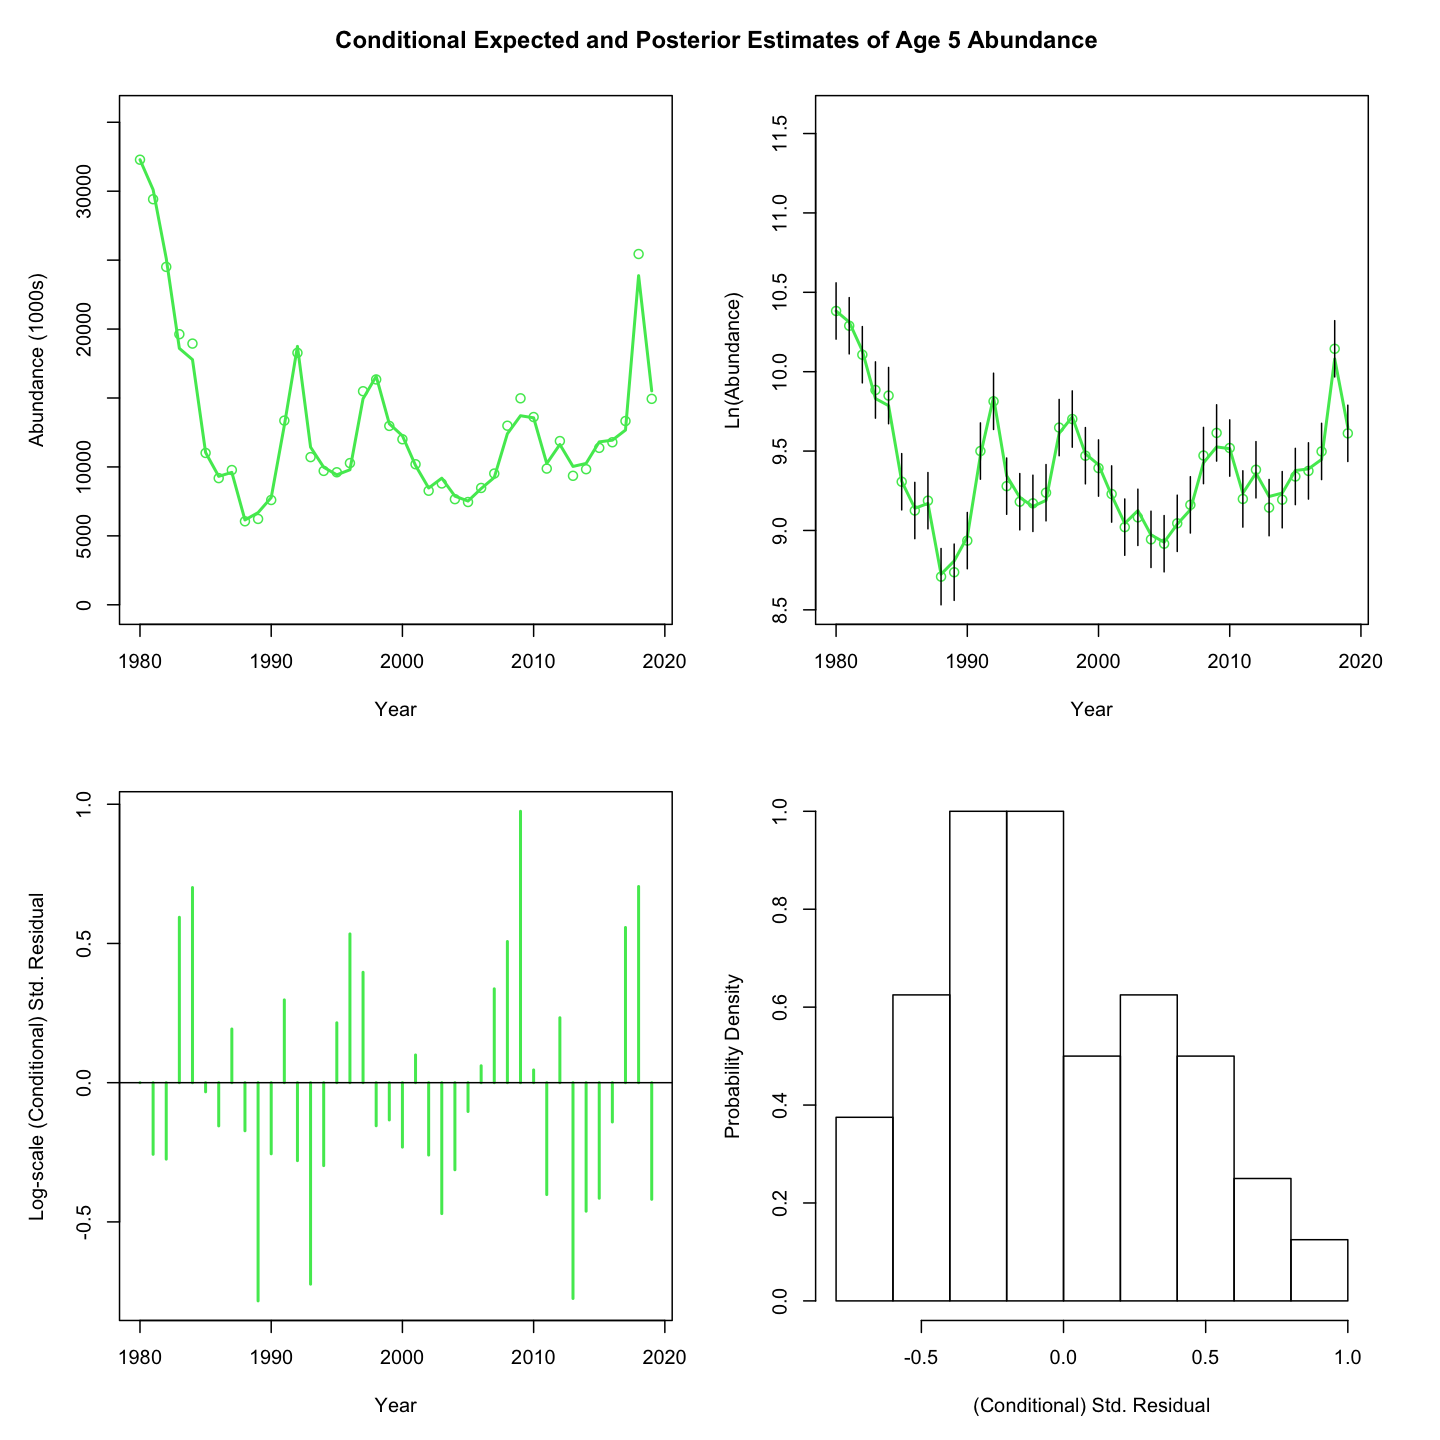 Conditional Expected and Posterior Estimates of Age 5 Abundance
Abundance (1000s)
30000
20000
10000
5000
0
1980 1990 2000 2010 2020
Year
Ln(Abundance)
11.5
11.0
10.5
10.0
9.5
9.0
8.5
1980 1990 2000 2010 2020
Year
Log-scale (Conditional) Std. Residual
1.0
0.5
0.0
-0.5
1980 1990 2000 2010 2020
Year
Probability Density
1.0
0.8
0.6
0.4
0.2
0.0
-0.5 0.0 0.5 1.0
(Conditional) Std. Residual